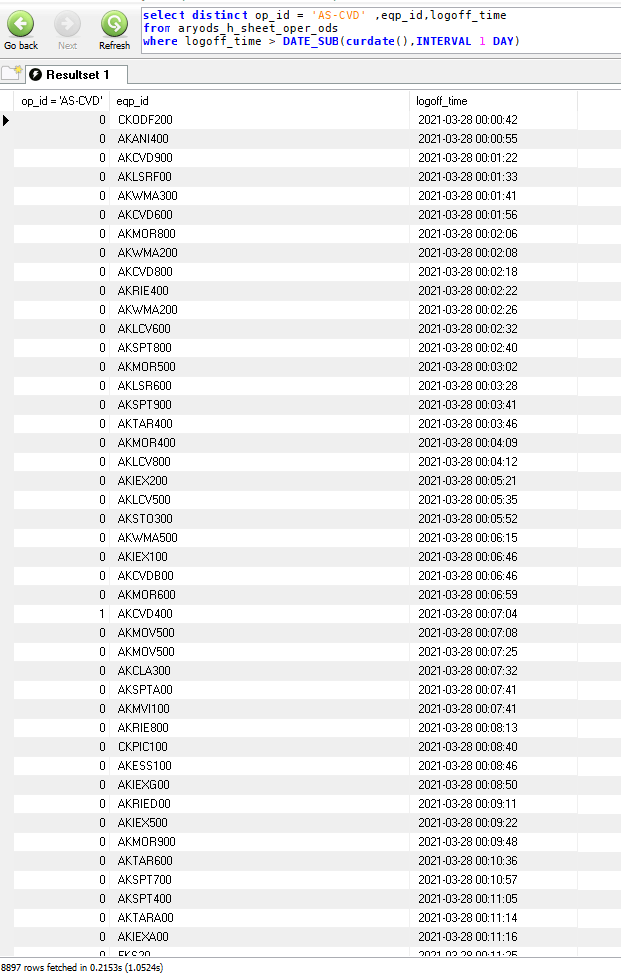 Go back Next Refresh
select distinct op_id = 'AS-CVD' ,eqp_id,logoff_time
from aryods_h_sheet_oper_ods
where logoff_time > DATE_SUB(curdate(),INTERVAL 1 DAY)
Resultset 1
op_id = 'AS-CVD' eqp_id logoff_time
0 CKODF200 2021-03-28 00:00:42
0 AKANI400 2021-03-28 00:00:55
0 AKCVD900 2021-03-28 00:01:22
0 AKLSRF00 2021-03-28 00:01:33
0 AKWMA300 2021-03-28 00:01:41
0 AKCVD600 2021-03-28 00:01:56
0 AKMOR800 2021-03-28 00:02:06
0 AKWMA200 2021-03-28 00:02:08
0 AKCVD800 2021-03-28 00:02:18
0 AKRIE400 2021-03-28 00:02:22
0 AKWMA200 2021-03-28 00:02:26
0 AKLCV600 2021-03-28 00:02:32
0 AKSPT800 2021-03-28 00:02:40
0 AKMOR500 2021-03-28 00:03:02
0 AKLSR600 2021-03-28 00:03:28
0 AKSPT900 2021-03-28 00:03:41
0 AKTAR400 2021-03-28 00:03:46
0 AKMOR400 2021-03-28 00:04:09
0 AKLCV800 2021-03-28 00:04:12
0 AKIEX200 2021-03-28 00:05:21
0 AKLCV500 2021-03-28 00:05:35
0 AKSTO300 2021-03-28 00:05:52
0 AKWMA500 2021-03-28 00:06:15
0 AKIEX100 2021-03-28 00:06:46
0 AKCVDB00 2021-03-28 00:06:46
0 AKMOR600 2021-03-28 00:06:59
1 AKCVD400 2021-03-28 00:07:04
0 AKMOV500 2021-03-28 00:07:08
0 AKMOV500 2021-03-28 00:07:25
0 AKCLA300 2021-03-28 00:07:32
0 AKSPTA00 2021-03-28 00:07:41
0 AKMVI100 2021-03-28 00:07:41
0 AKRIE800 2021-03-28 00:08:13
0 CKPIC100 2021-03-28 00:08:40
0 AKESS100 2021-03-28 00:08:46
0 AKIEXG00 2021-03-28 00:08:50
0 AKRIED00 2021-03-28 00:09:11
0 AKIEX500 2021-03-28 00:09:22
0 AKMOR900 2021-03-28 00:09:48
0 AKTAR600 2021-03-28 00:10:36
0 AKSPT700 2021-03-28 00:10:57
0 AKSPT400 2021-03-28 00:11:05
0 AKTARA00 2021-03-28 00:11:14
0 AKIEXA00 2021-03-28 00:11:16
8897 rows fetched in 0.2153s (1.0524s)